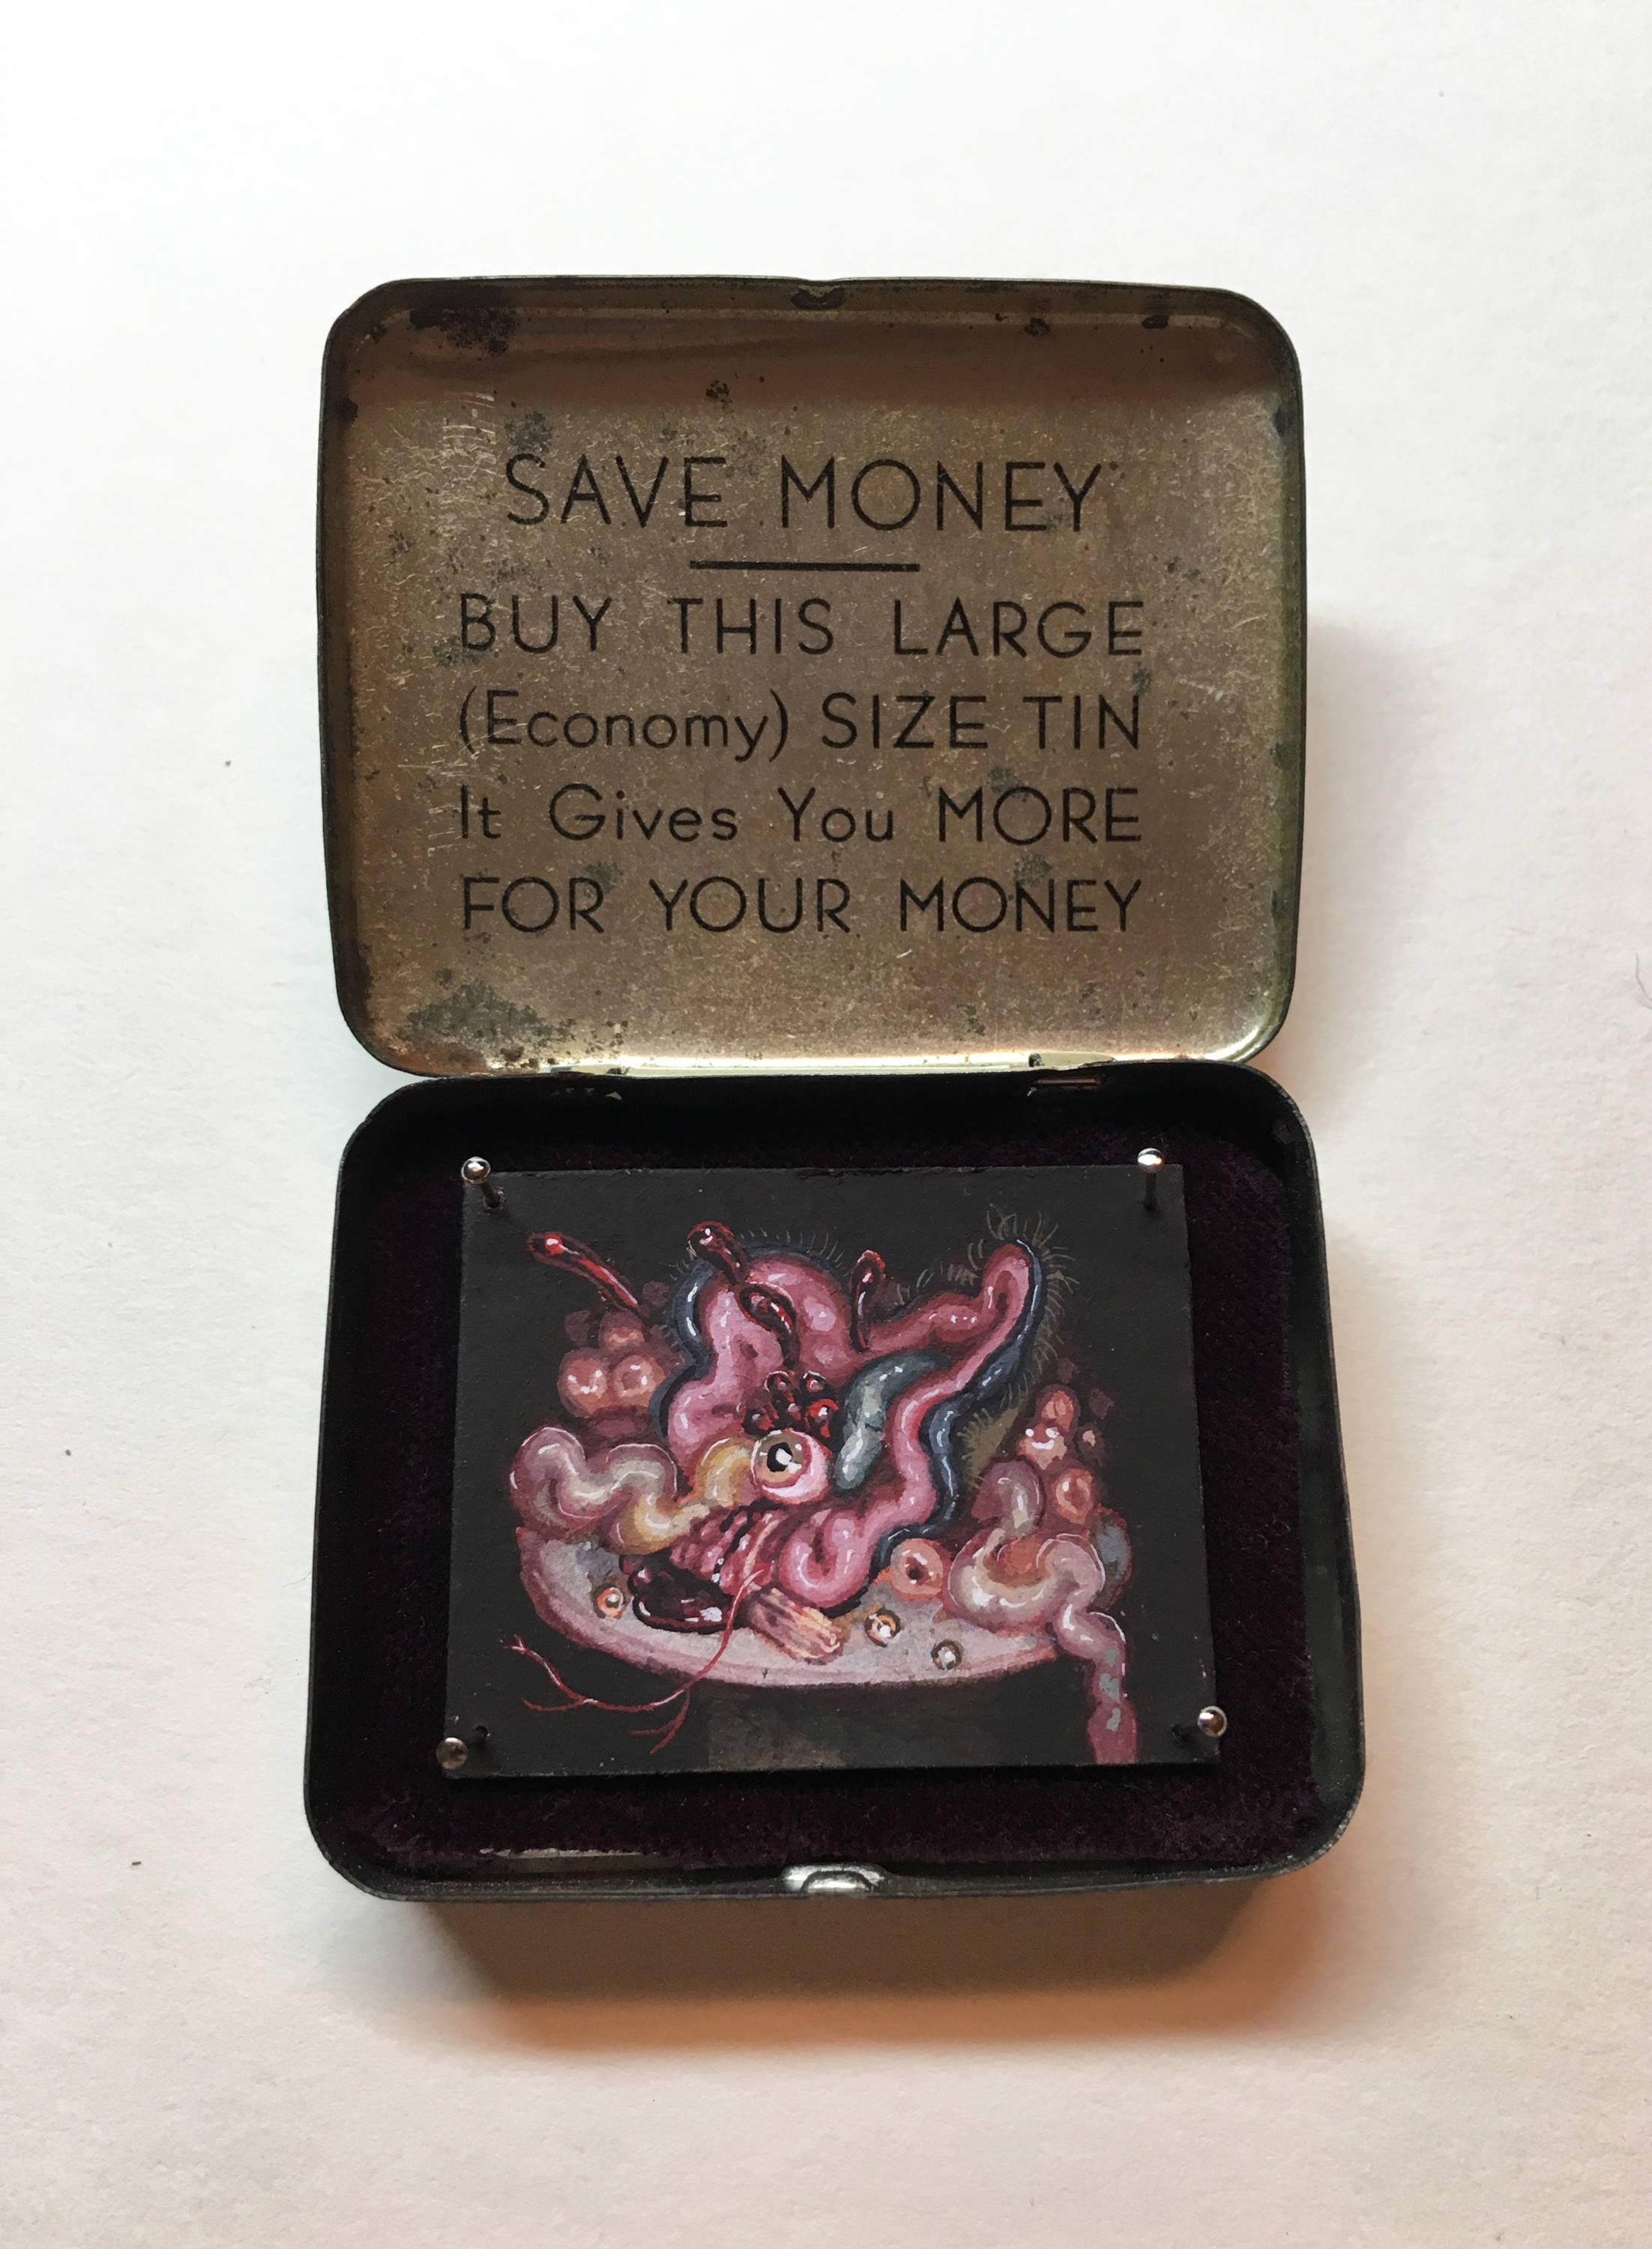 SAVE MONEY
BUY THIS LARGE
(Economy) SIZE TIN
It Gives You MORE
FOR YOUR MONEY